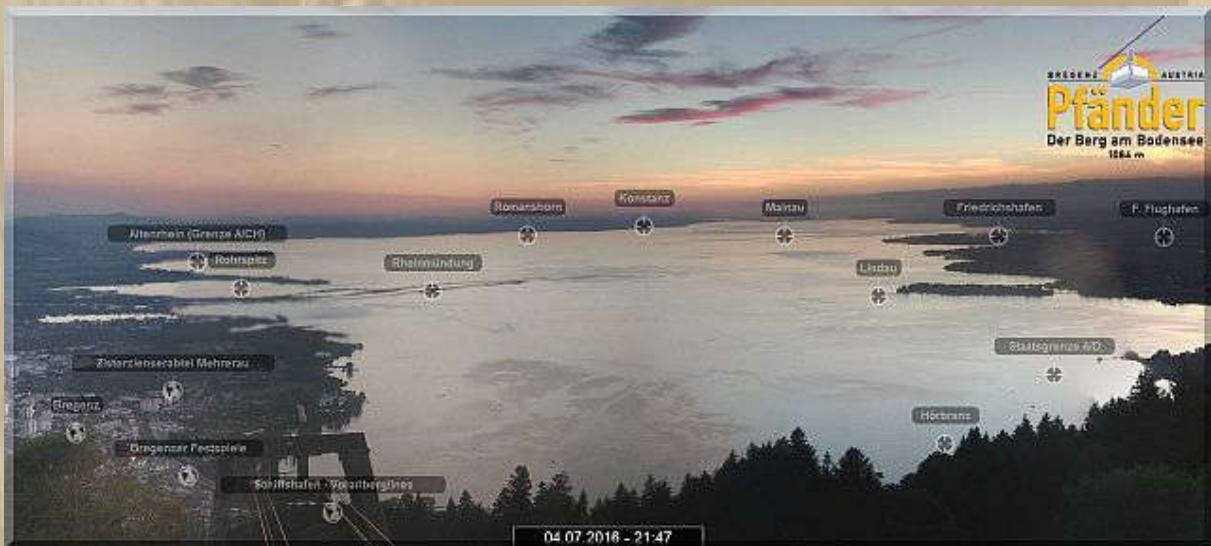 BREGENZ AUSTRIA
Pfänder
Der Berg am Bodensee
1064 m
Romanshorn
Konstanz
Mainau
Friedrichshafen
F. Flughafen
Altenrhein (Grenze A/CH)
Rohrspitz
Rheinmündung
Lindau
Staatsgrenze A/D
Zisterzienserabtei Mehrerau
Bregenz
Hörbranz
Bregenzer Festspiele
Schiffshafen - Vorarlberglines
04.07.2016 - 21:47